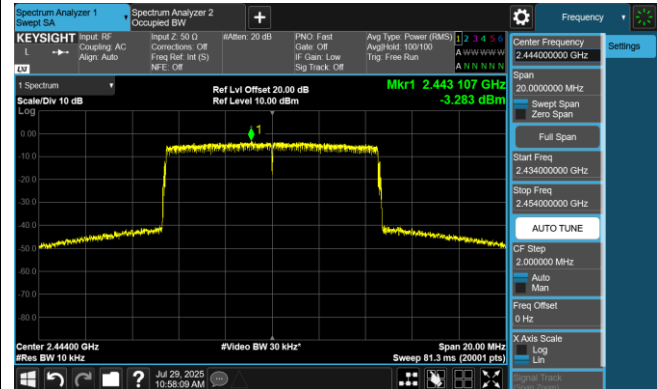 Spectrum Analyzer 1
Swept SA
Spectrum Analyzer 2
Occupied BW
+
Frequency
KEYSIGHT
L
LXI
Input: RF
Coupling: AC
Align: Auto
Input Z: 50 Ω
Corrections: Off
Freq Ref: Int (S)
NFE: Off
#Atten: 20 dB
PNO: Fast
Gate: Off
IF Gain: Low
Sig Track: Off
Avg Type: Power (RMS)
Avg|Hold: 100/100
Trig: Free Run
1 2 3 4 5 6
A W W W W W
A N N N N N
Center Frequency
2.444000000 GHz
Settings
Span
20.0000000 MHz
Swept Span
Zero Span
Full Span
Start Freq
2.434000000 GHz
Stop Freq
2.454000000 GHz
AUTO TUNE
CF Step
2.000000 MHz
Auto
Man
Freq Offset
0 Hz
X Axis Scale
Log
Lin
Signal Track
1 Spectrum
Scale/Div 10 dB
Log
Ref Lvl Offset 20.00 dB
Ref Level 10.00 dBm
Mkr1 2.443 107 GHz
-3.283 dBm
1
0.00
-10.0
-20.0
-30.0
-40.0
-50.0
-60.0
-70.0
-80.0
Center 2.44400 GHz
#Res BW 10 kHz
#Video BW 30 kHz*
Span 20.00 MHz
Sweep 81.3 ms (20001 pts)
?
Jul 29, 2025
10:58:09 AM